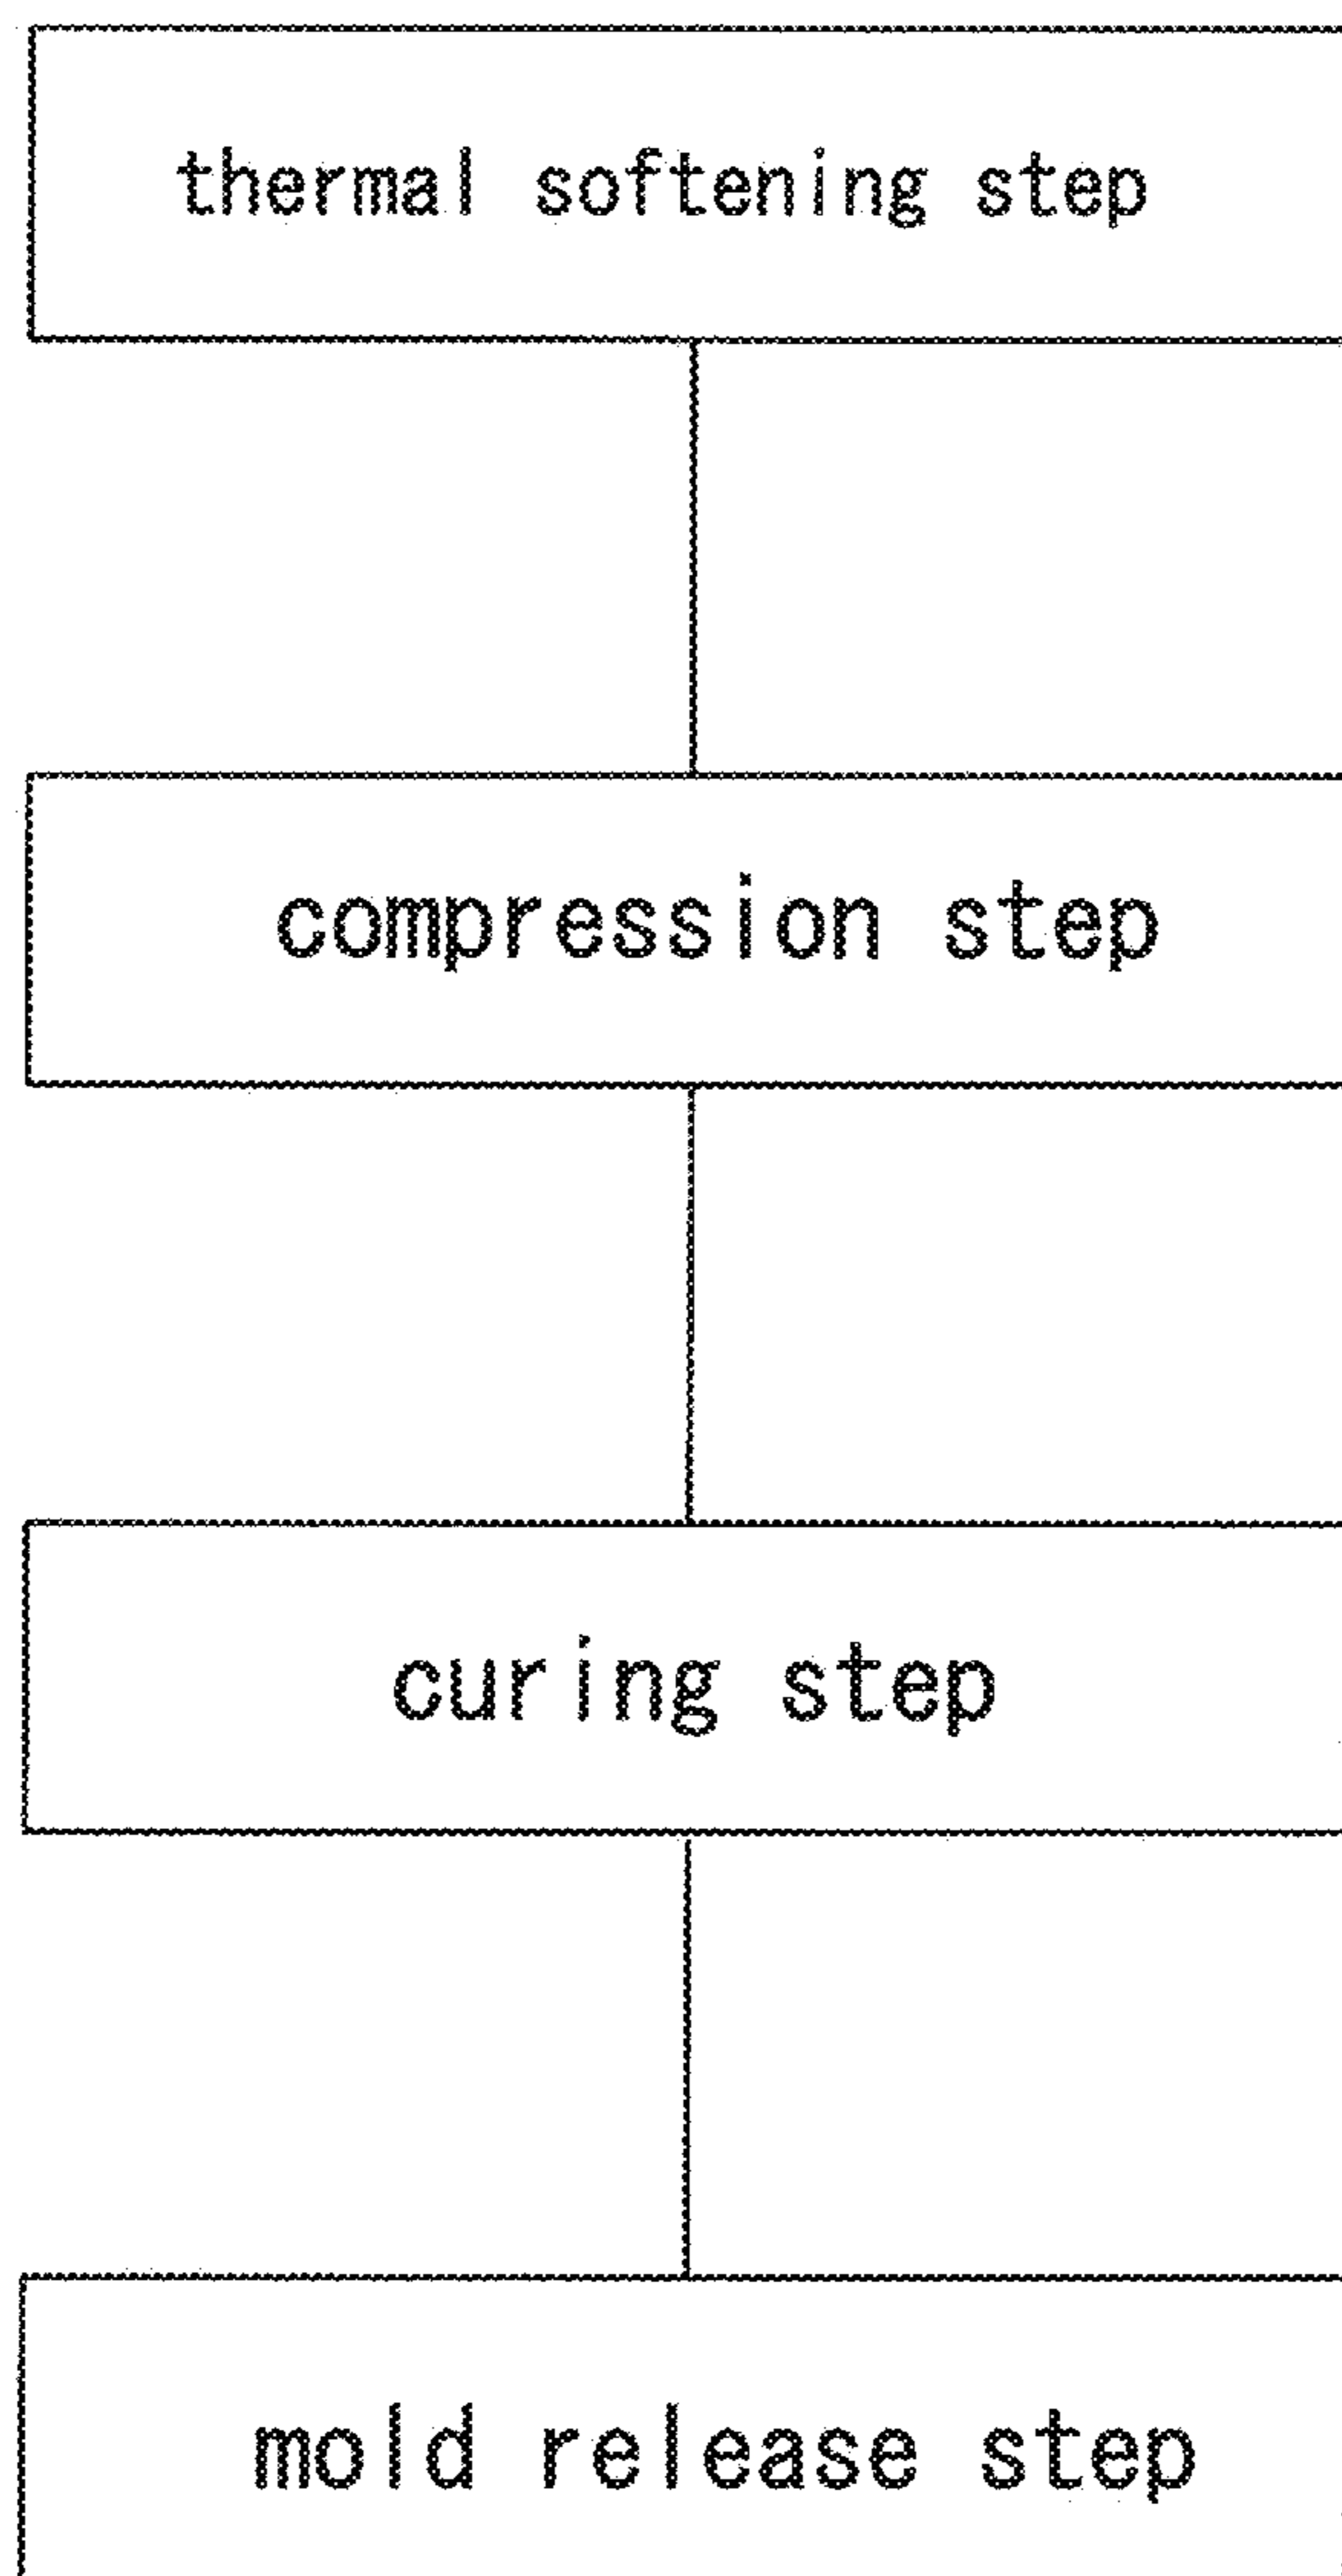 thermal softening step
compression step
curing step
mold release step